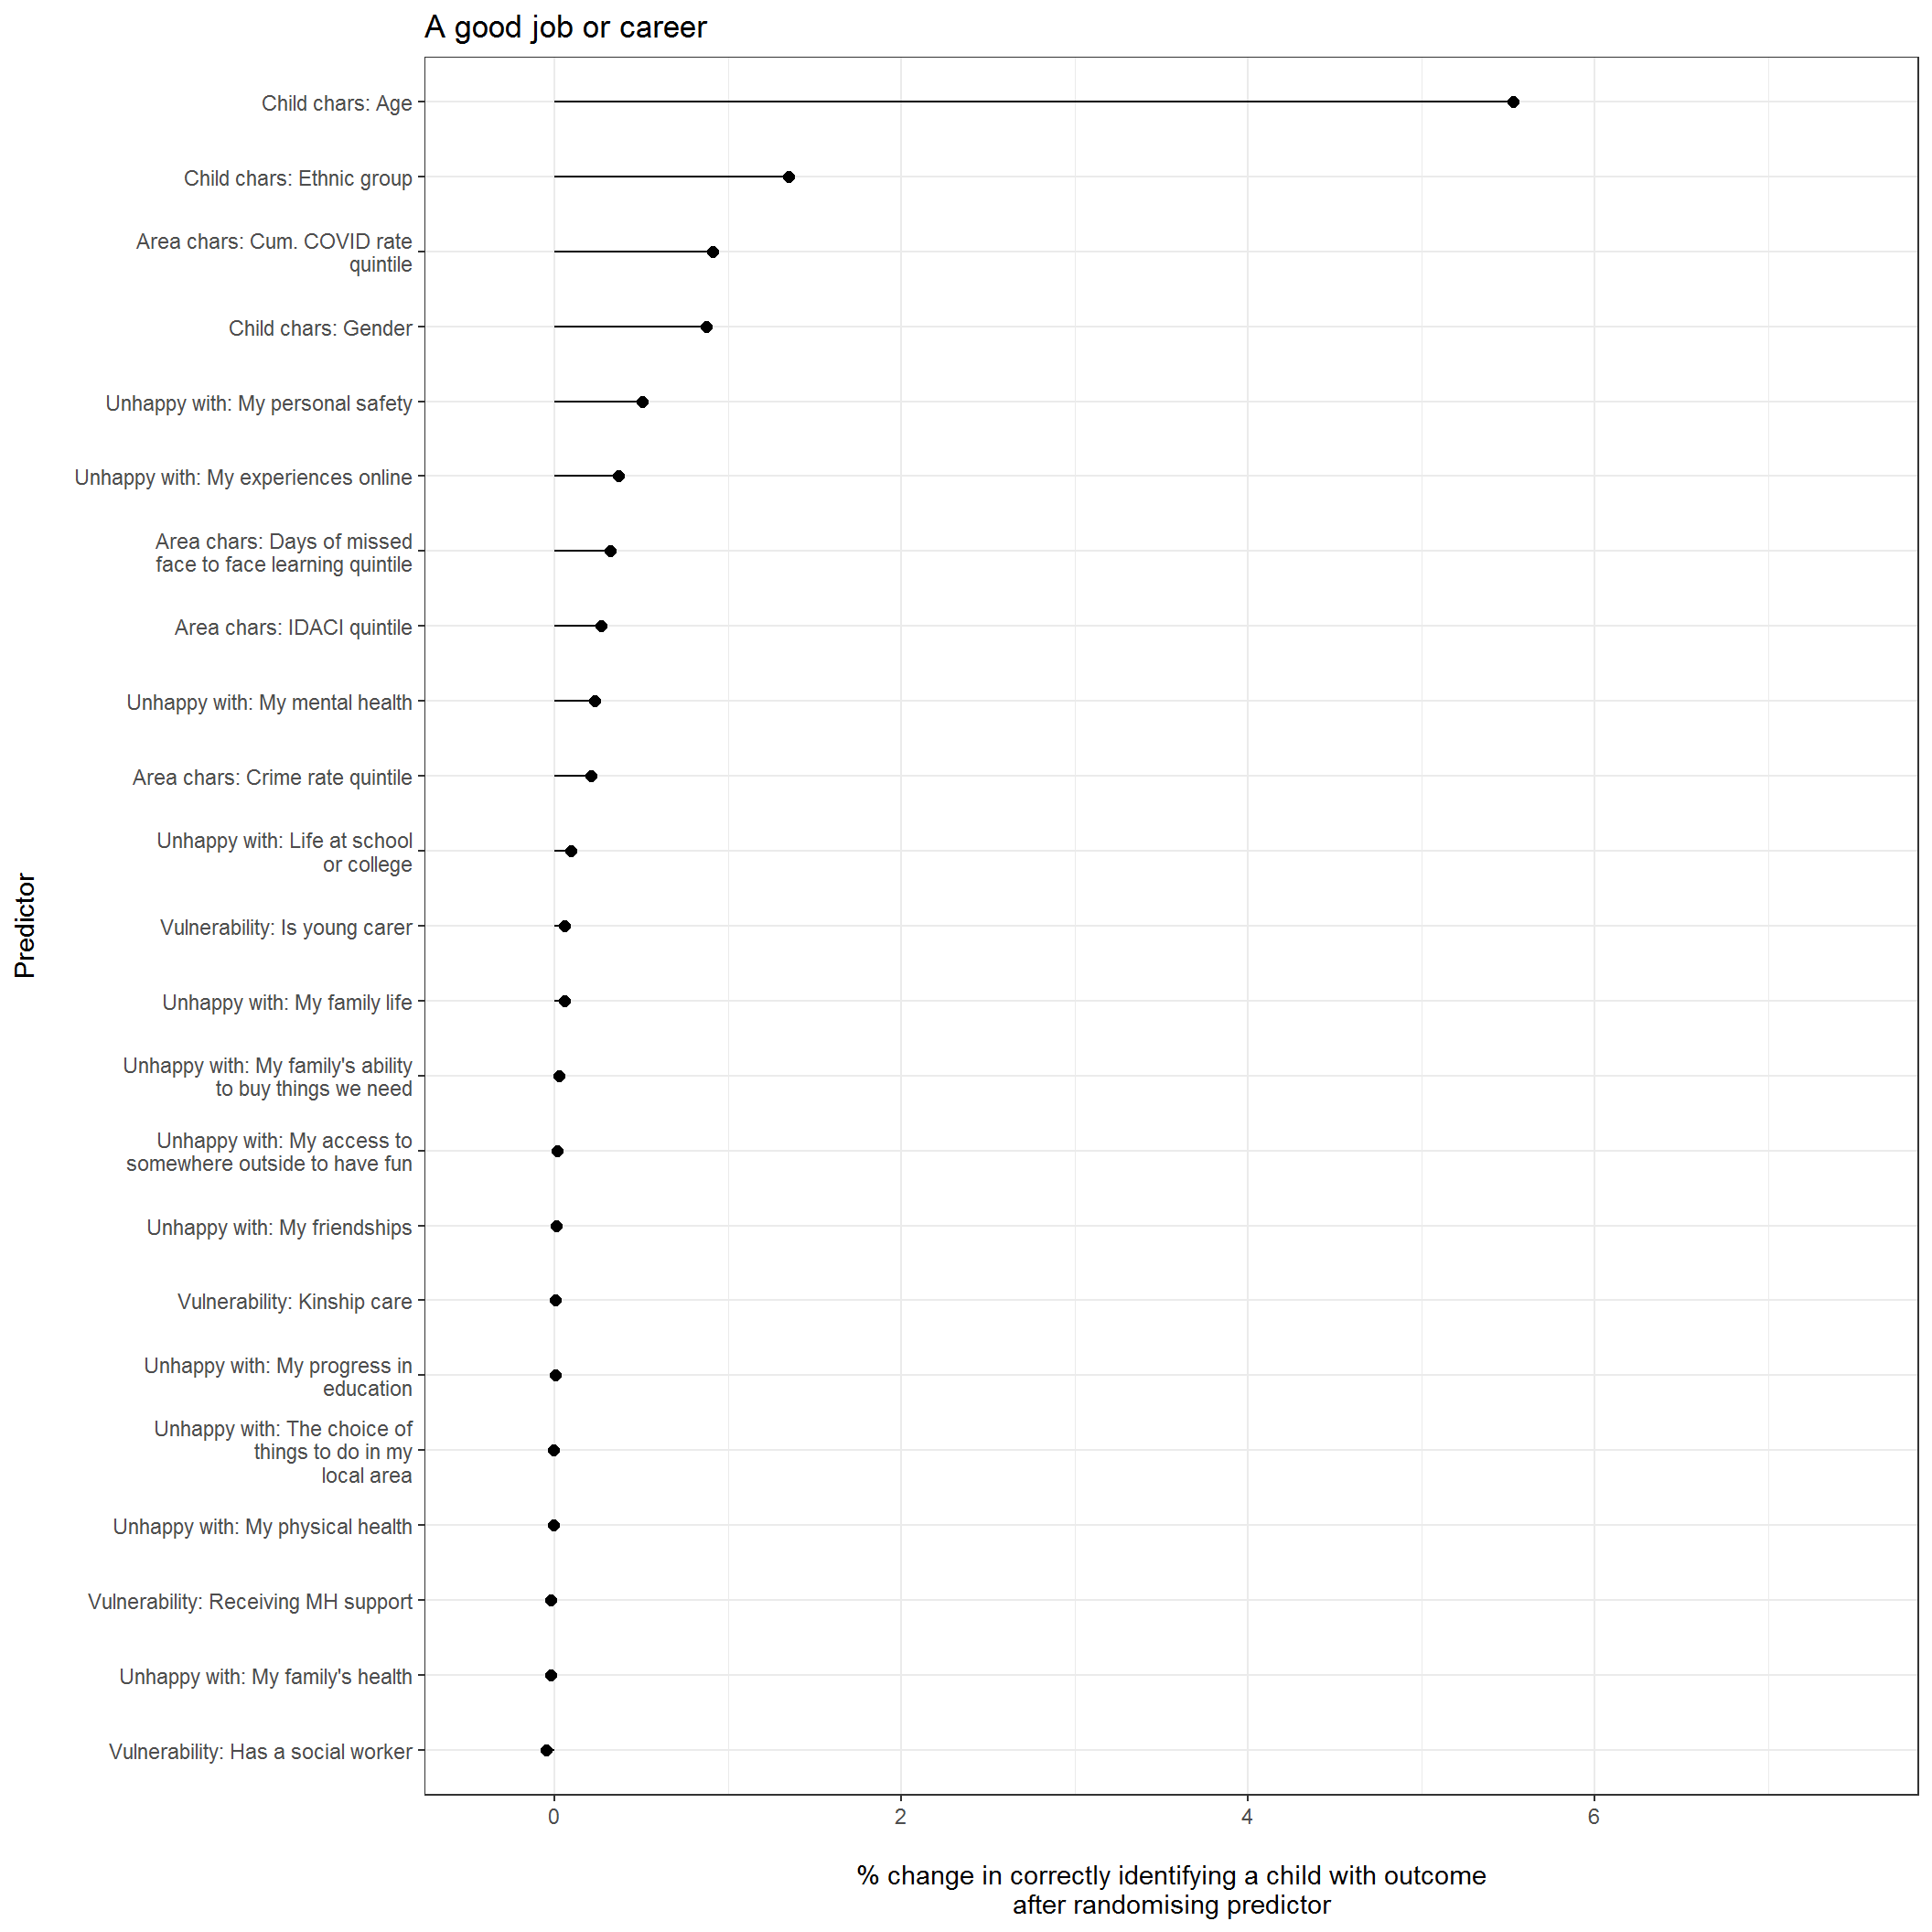 A good job or career
Child chars: Age
Child chars: Ethnic group
Area chars: Cum. COVID rate
quintile
Child chars: Gender
Unhappy with: My personal safety
Unhappy with: My experiences online
Area chars: Days of missed
face to face learning quintile
Area chars: IDACI quintile
Unhappy with: My mental health
Area chars: Crime rate quintile
Unhappy with: Life at school
or college
Vulnerability: Is young carer
Unhappy with: My family life
Unhappy with: My family's ability
to buy things we need
Unhappy with: My access to
somewhere outside to have fun
Unhappy with: My friendships
Vulnerability: Kinship care
Unhappy with: My progress in
education
Unhappy with: The choice of
things to do in my
local area
Unhappy with: My physical health
Vulnerability: Receiving MH support
Unhappy with: My family's health
Vulnerability: Has a social worker
Predictor
0 2 4 6
% change in correctly identifying a child with outcome
after randomising predictor